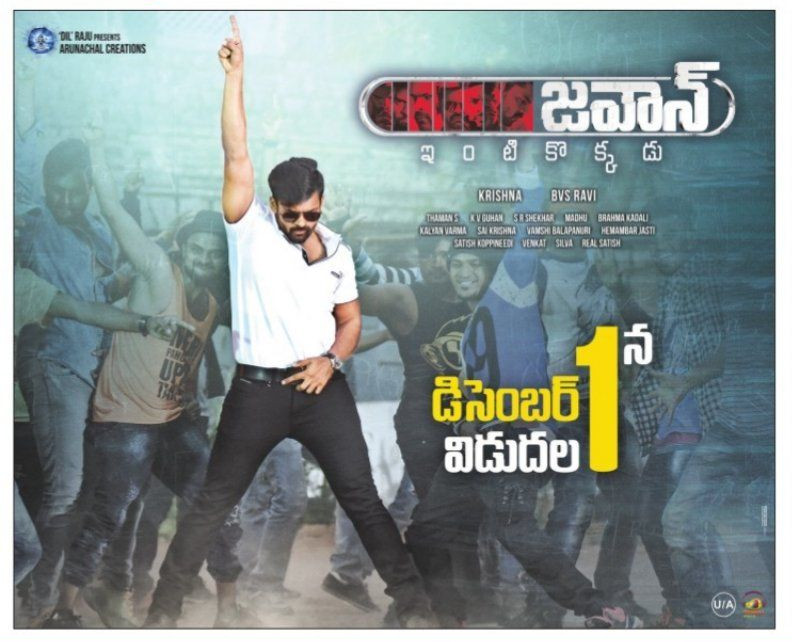 'DIL' RAJU PRESENTS
ARUNACHAL CREATIONS
జవాన్
ఇంటికొక్కడు
KRISHNA BVS RAVI
THAMAN S K V GUHAN S R SHEKHAR MADHU BRAHMA KADALI
KALYAN VARMA SAI KRISHNA VAMSHI BALAPANURI HEMAMBAR JASTI
SATISH KOPPINEEDI VENKAT SILVA REAL SATISH
డిసెంబర్ 1న
విడుదల
U/A